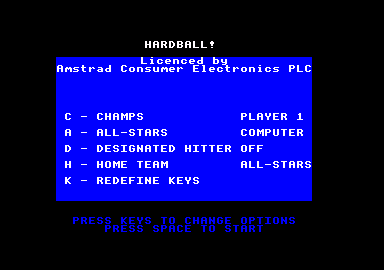 HARDBALL!
Licenced by
Amstrad Consumer Electronics PLC
C - CHAMPS PLAYER 1
A - ALL-STARS COMPUTER
D - DESIGNATED HITTER OFF
H - HOME TEAM ALL-STARS
K - REDEFINE KEYS
PRESS KEYS TO CHANGE OPTIONS
PRESS SPACE TO START